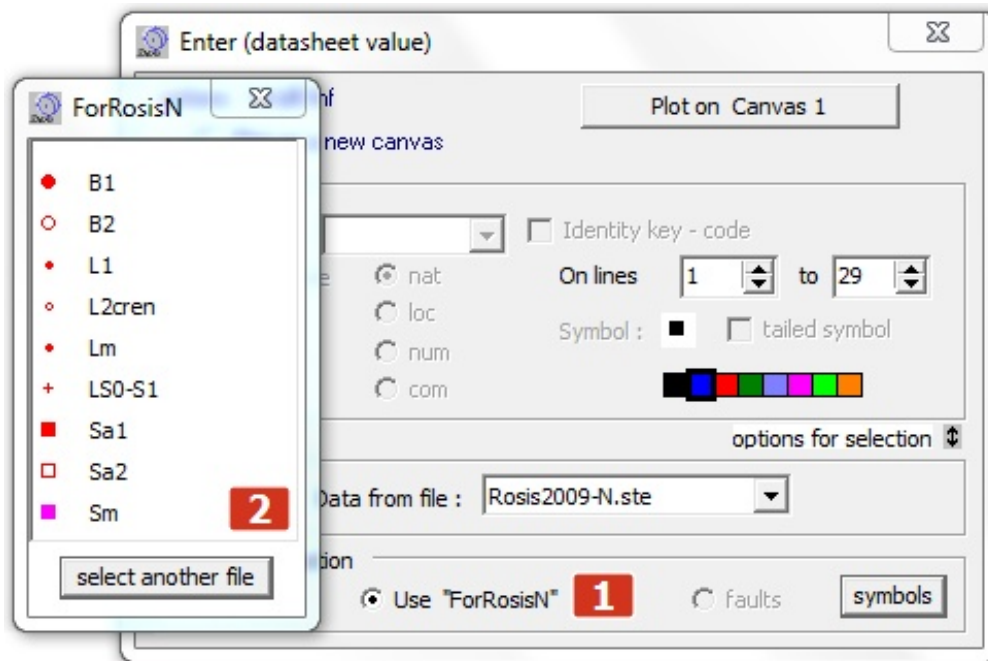 Enter (datasheet value)
ForRosisN
Plot on Canvas 1
new canvas
B1
B2
L1
L2cren
Lm
LS0-S1
Sa1
Sa2
Sm
2
select another file
Identity key - code
nat
loc
num
com
On lines 1 to 29
Symbol :
tailed symbol
options for selection
Data from file : Rosis2009-N.ste
Use "ForRosisN"
1
faults
symbols